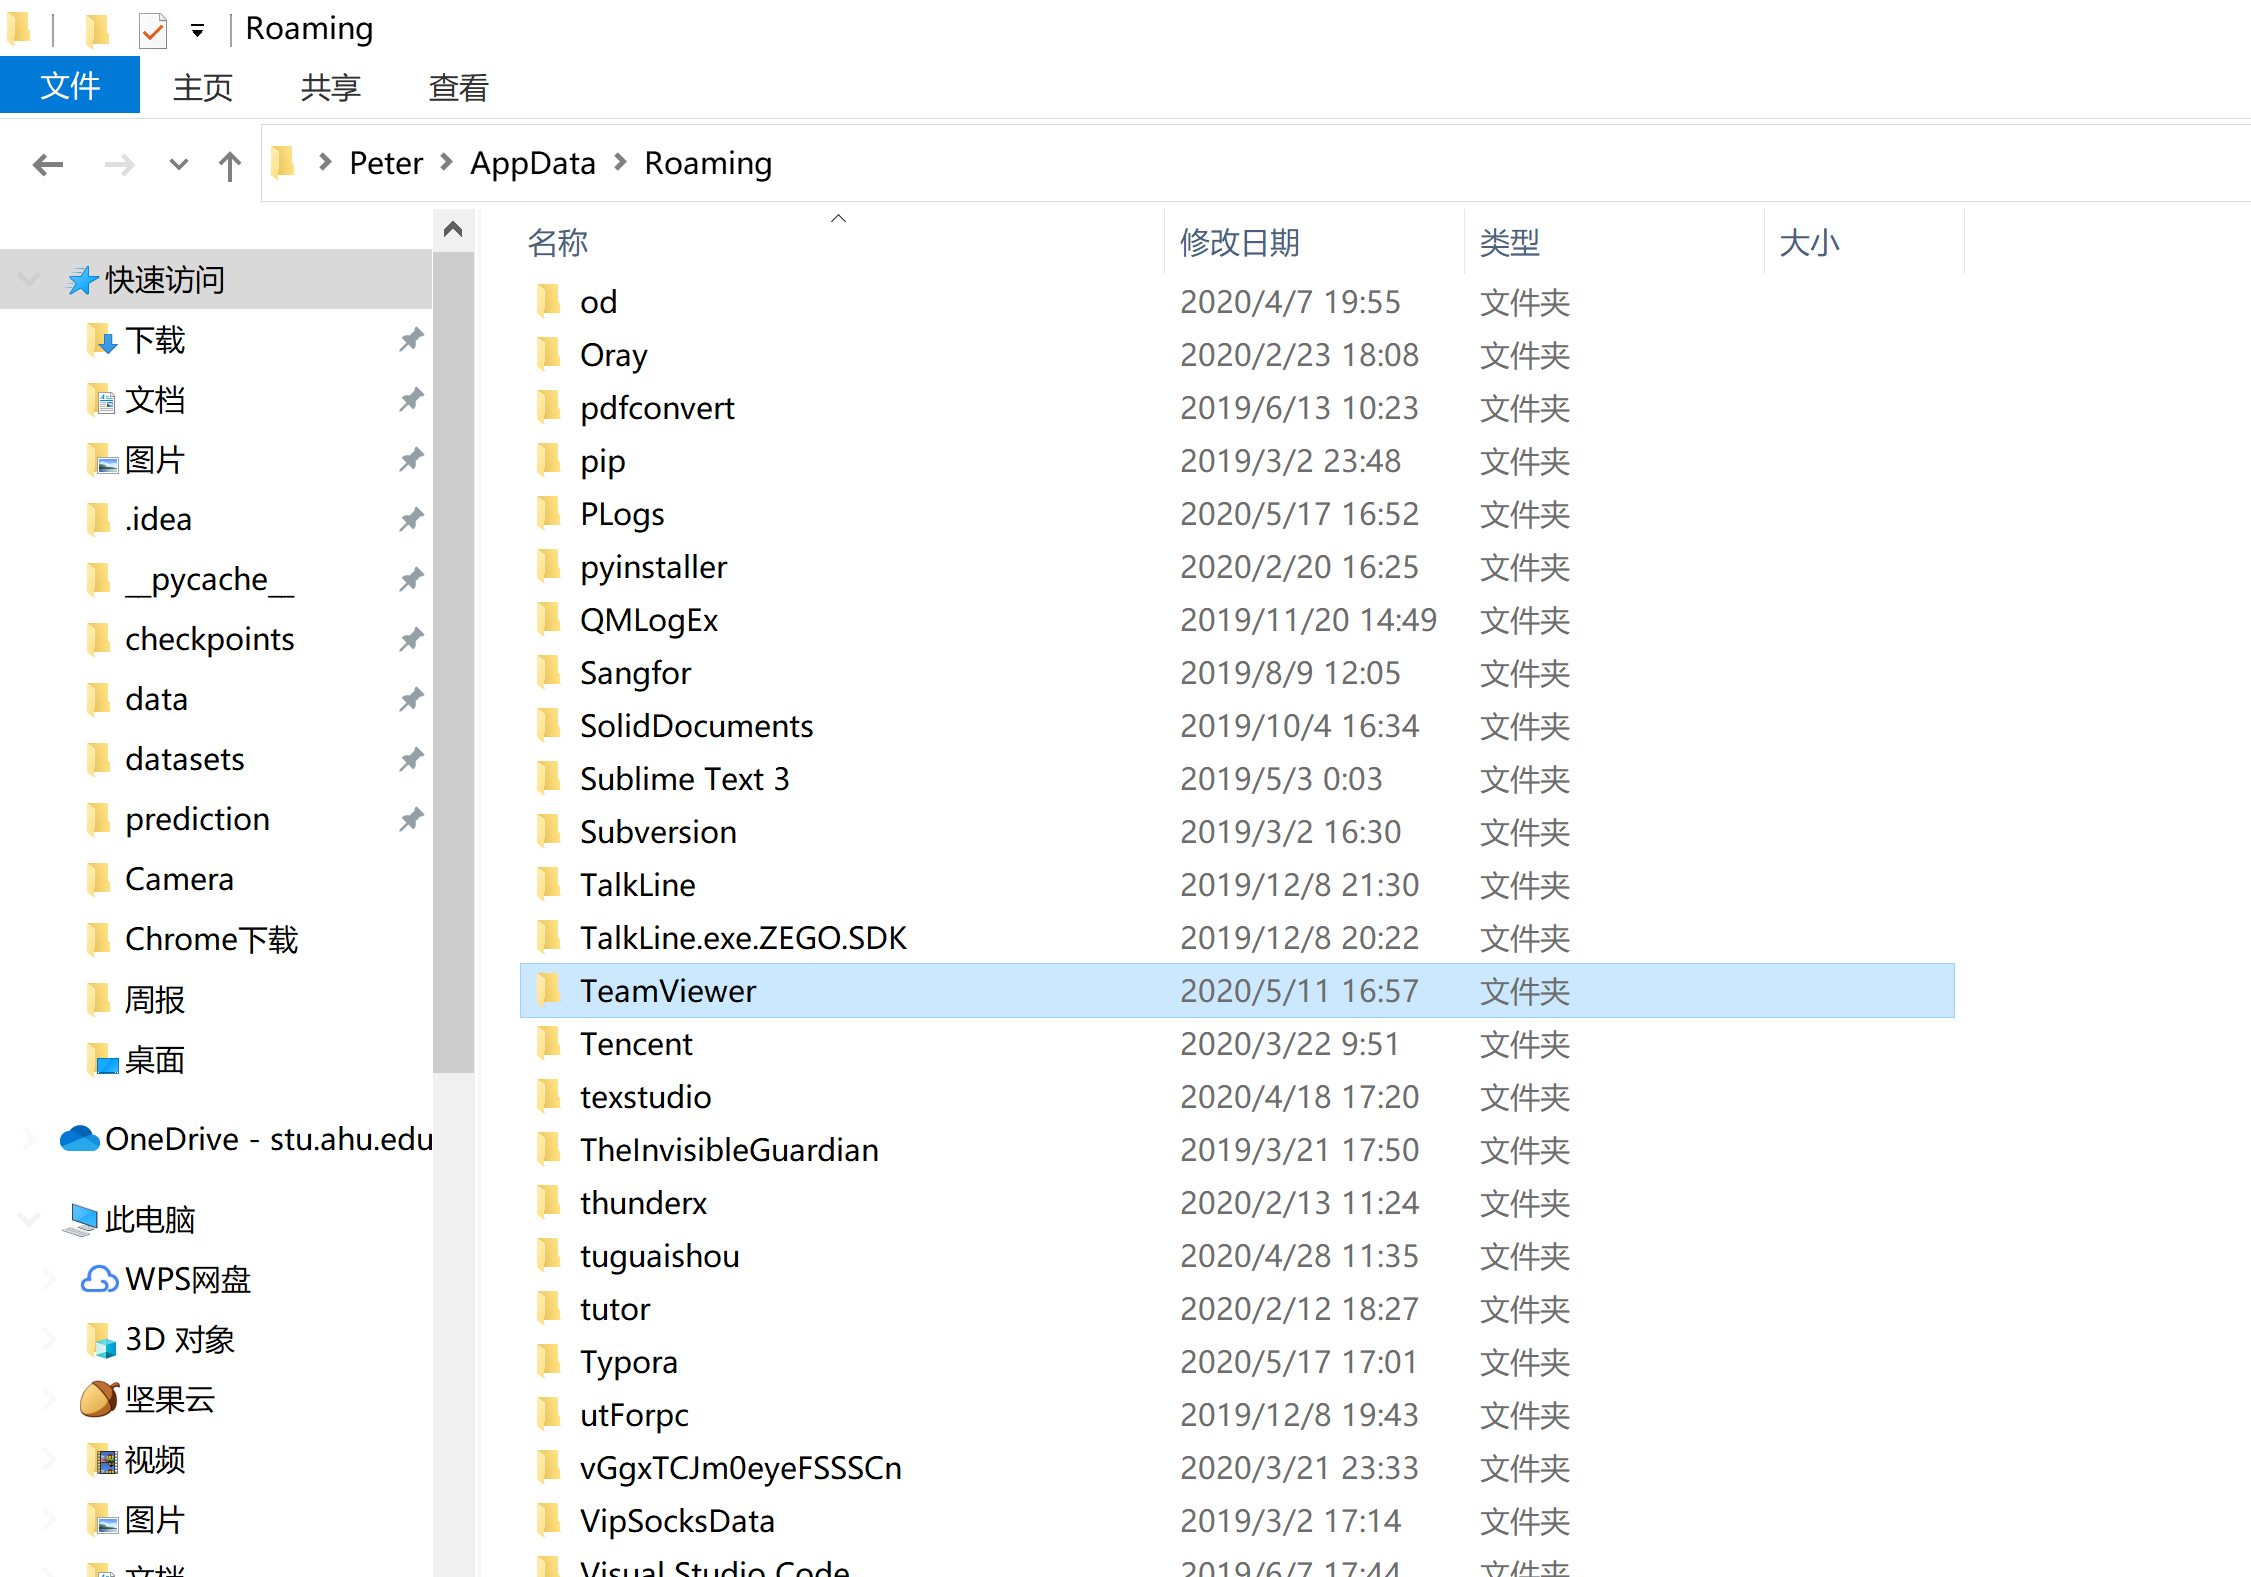 Roaming
文件 主页 共享 查看
Peter AppData Roaming
快速访问
下载
文档
图片
.idea
__pycache__
checkpoints
data
datasets
prediction
Camera
Chrome下载
周报
桌面
OneDrive - stu.ahu.edu
此电脑
WPS网盘
3D 对象
坚果云
视频
图片
文档
名称 修改日期 类型 大小
od 2020/4/7 19:55 文件夹
Oray 2020/2/23 18:08 文件夹
pdfconvert 2019/6/13 10:23 文件夹
pip 2019/3/2 23:48 文件夹
PLogs 2020/5/17 16:52 文件夹
pyinstaller 2020/2/20 16:25 文件夹
QMLogEx 2019/11/20 14:49 文件夹
Sangfor 2019/8/9 12:05 文件夹
SolidDocuments 2019/10/4 16:34 文件夹
Sublime Text 3 2019/5/3 0:03 文件夹
Subversion 2019/3/2 16:30 文件夹
TalkLine 2019/12/8 21:30 文件夹
TalkLine.exe.ZEGO.SDK 2019/12/8 20:22 文件夹
TeamViewer 2020/5/11 16:57 文件夹
Tencent 2020/3/22 9:51 文件夹
texstudio 2020/4/18 17:20 文件夹
TheInvisibleGuardian 2019/3/21 17:50 文件夹
thunderx 2020/2/13 11:24 文件夹
tuguaishou 2020/4/28 11:35 文件夹
tutor 2020/2/12 18:27 文件夹
Typora 2020/5/17 17:01 文件夹
utForpc 2019/12/8 19:43 文件夹
vGgxTCJm0eyeFSSSCn 2020/3/21 23:33 文件夹
VipSocksData 2019/3/2 17:14 文件夹
Visual Studio Code 2019/6/7 17:44 文件夹